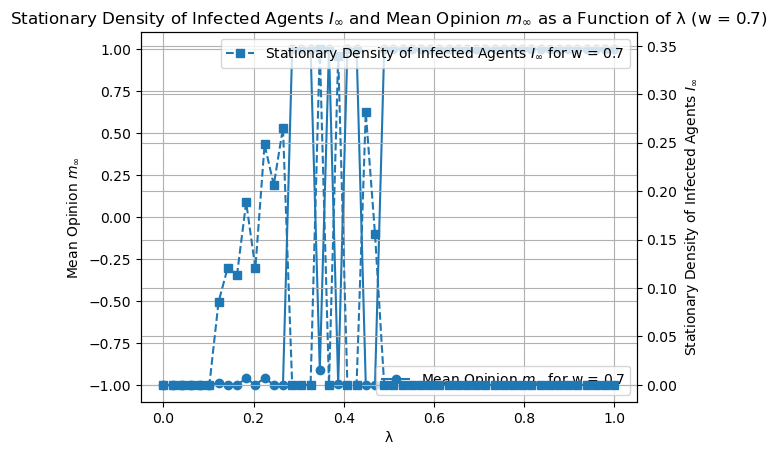 Stationary Density of Infected Agents I∞ and Mean Opinion m∞ as a Function of λ (w = 0.7)
Stationary Density of Infected Agents I∞ for w = 0.7
Mean Opinion m∞ for w = 0.7
Mean Opinion m∞
1.00
0.75
0.50
0.25
0.00
−0.25
−0.50
−0.75
−1.00
0.35
0.30
0.25
0.20
0.15
0.10
0.05
0.00
Stationary Density of Infected Agents I∞
0.0 0.2 0.4 0.6 0.8 1.0
λ